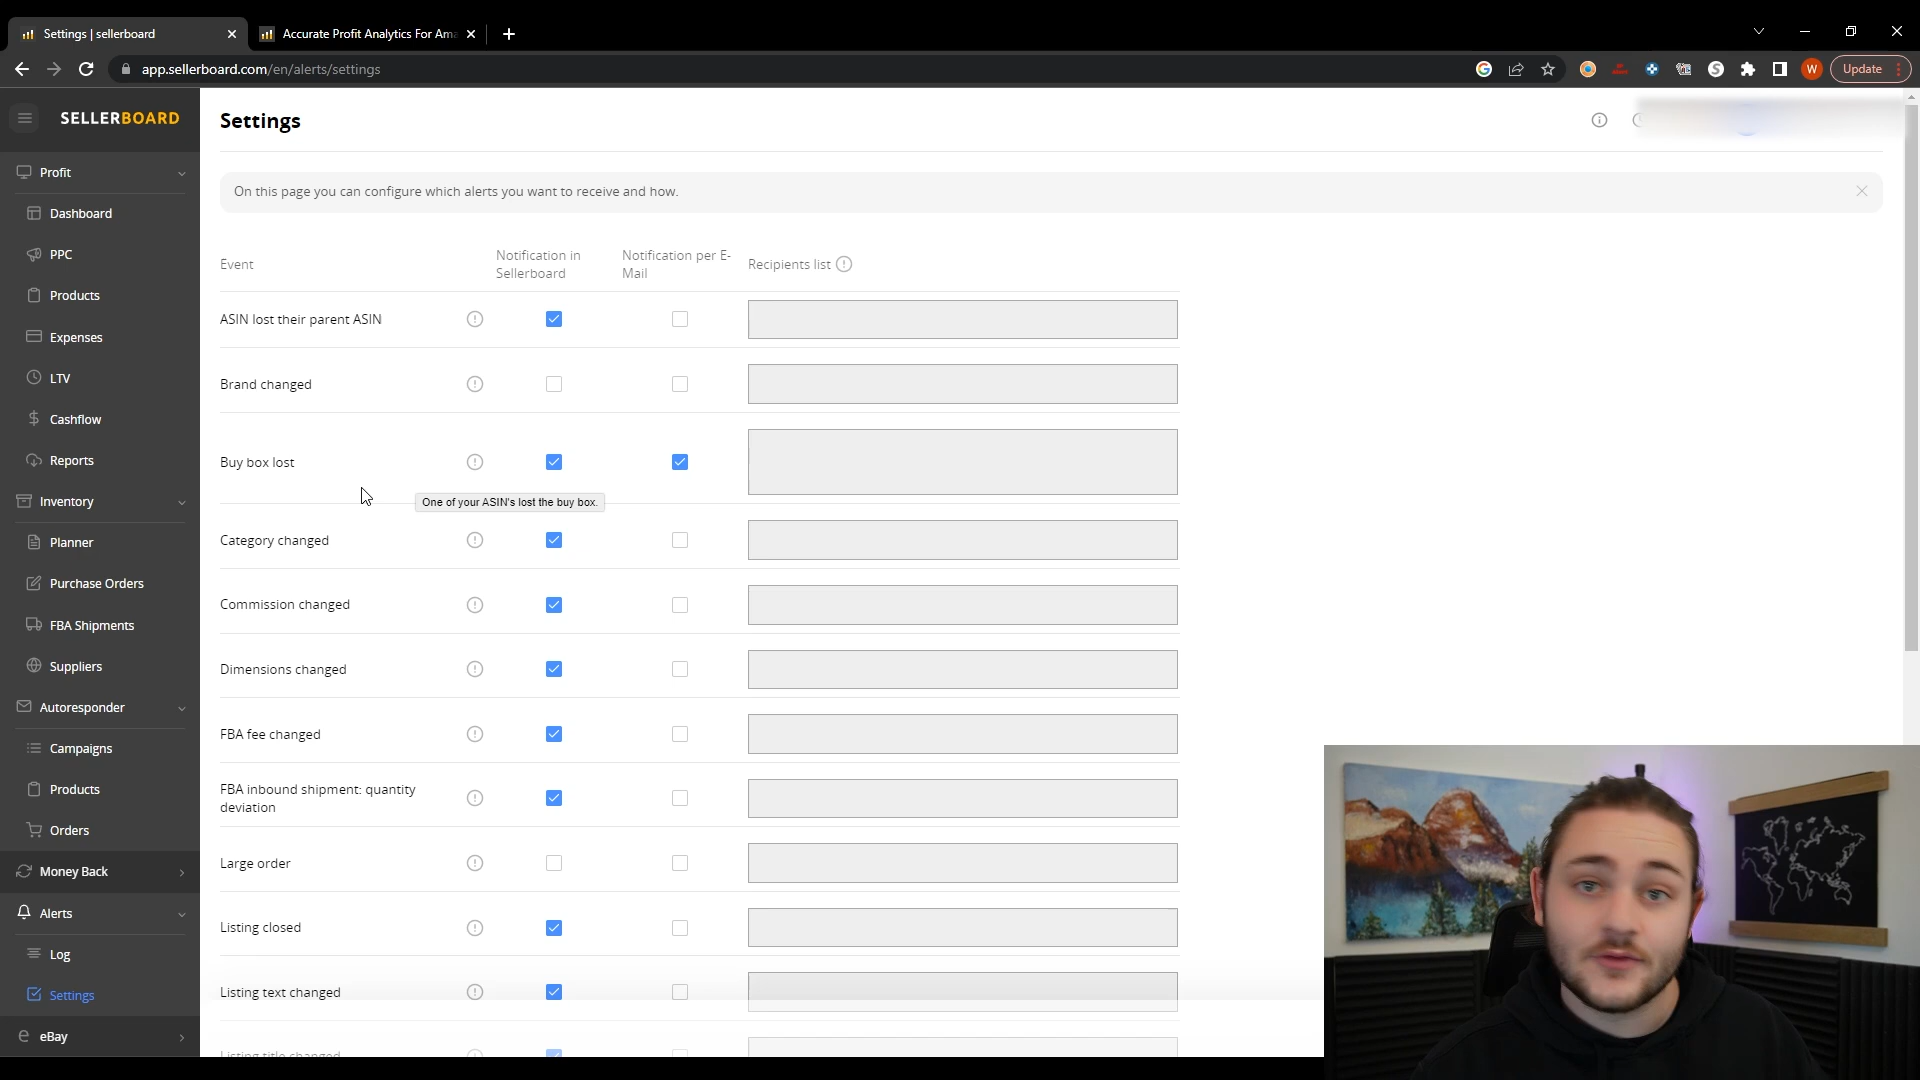 Settings | sellerboard
Accurate Profit Analytics For Ama
app.sellerboard.com/en/alerts/settings
W
Update
SELLERBOARD
Settings
Profit
On this page you can configure which alerts you want to receive and how.
Dashboard
PPC
Products
Expenses
LTV
Cashflow
Reports
Inventory
Planner
Purchase Orders
FBA Shipments
Suppliers
Autoresponder
Campaigns
Products
Orders
Money Back
Alerts
Log
Settings
eBay
Event
Notification in Sellerboard
Notification per E-Mail
Recipients list
ASIN lost their parent ASIN
Brand changed
Buy box lost
One of your ASIN's lost the buy box.
Category changed
Commission changed
Dimensions changed
FBA fee changed
FBA inbound shipment: quantity
deviation
Large order
Listing closed
Listing text changed
Listing title changed